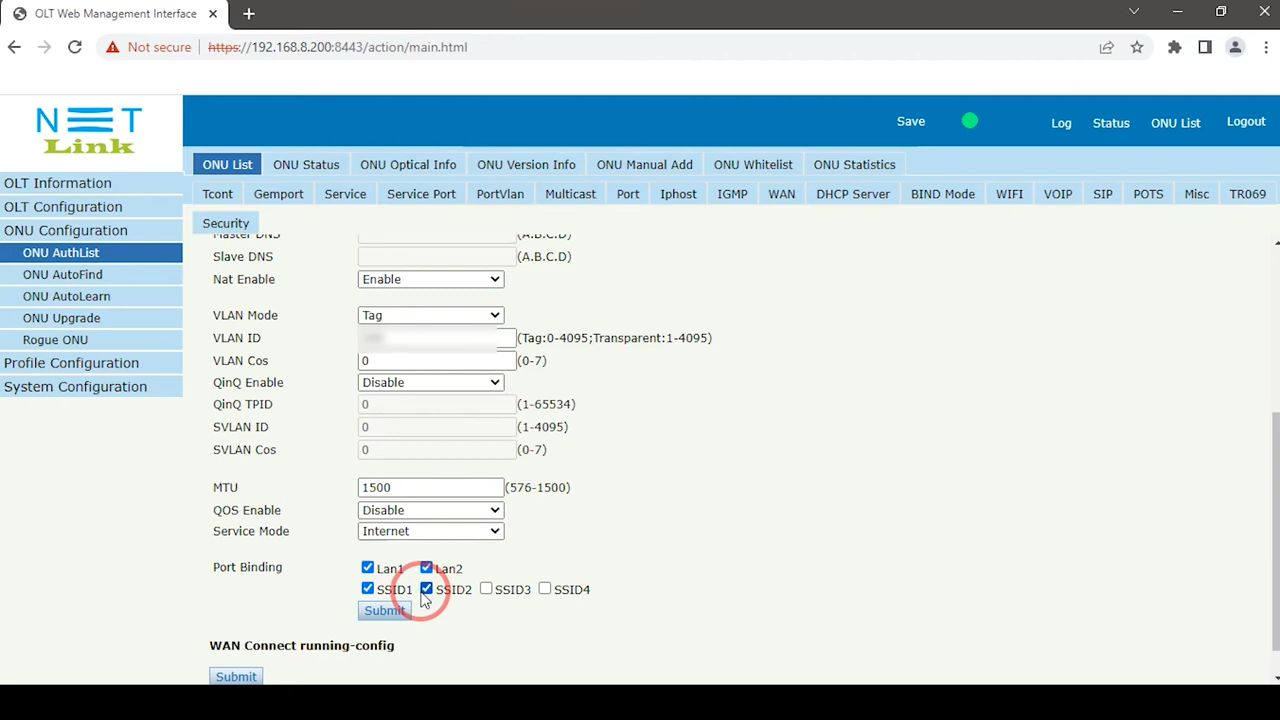 OLT Web Management Interface
Not secure https://192.168.8.200:8443/action/main.html
NET
Link
Save
Log Status ONU List Logout
ONU List ONU Status ONU Optical Info ONU Version Info ONU Manual Add ONU Whitelist ONU Statistics
Tcont Gemport Service Service Port PortVlan Multicast Port Iphost IGMP WAN DHCP Server BIND Mode WIFI VOIP SIP POTS Misc TR069
Security
OLT Information
OLT Configuration
ONU Configuration
ONU AuthList
ONU AutoFind
ONU AutoLearn
ONU Upgrade
Rogue ONU
Profile Configuration
System Configuration
Master DNS (A.B.C.D)
Slave DNS (A.B.C.D)
Nat Enable Enable
VLAN Mode Tag
VLAN ID (Tag:0-4095;Transparent:1-4095)
VLAN Cos 0 (0-7)
QinQ Enable Disable
QinQ TPID 0 (1-65534)
SVLAN ID 0 (1-4095)
SVLAN Cos 0 (0-7)
MTU 1500 (576-1500)
QOS Enable Disable
Service Mode Internet
Port Binding Lan1 Lan2
SSID1 SSID2 SSID3 SSID4
Submit
WAN Connect running-config
Submit